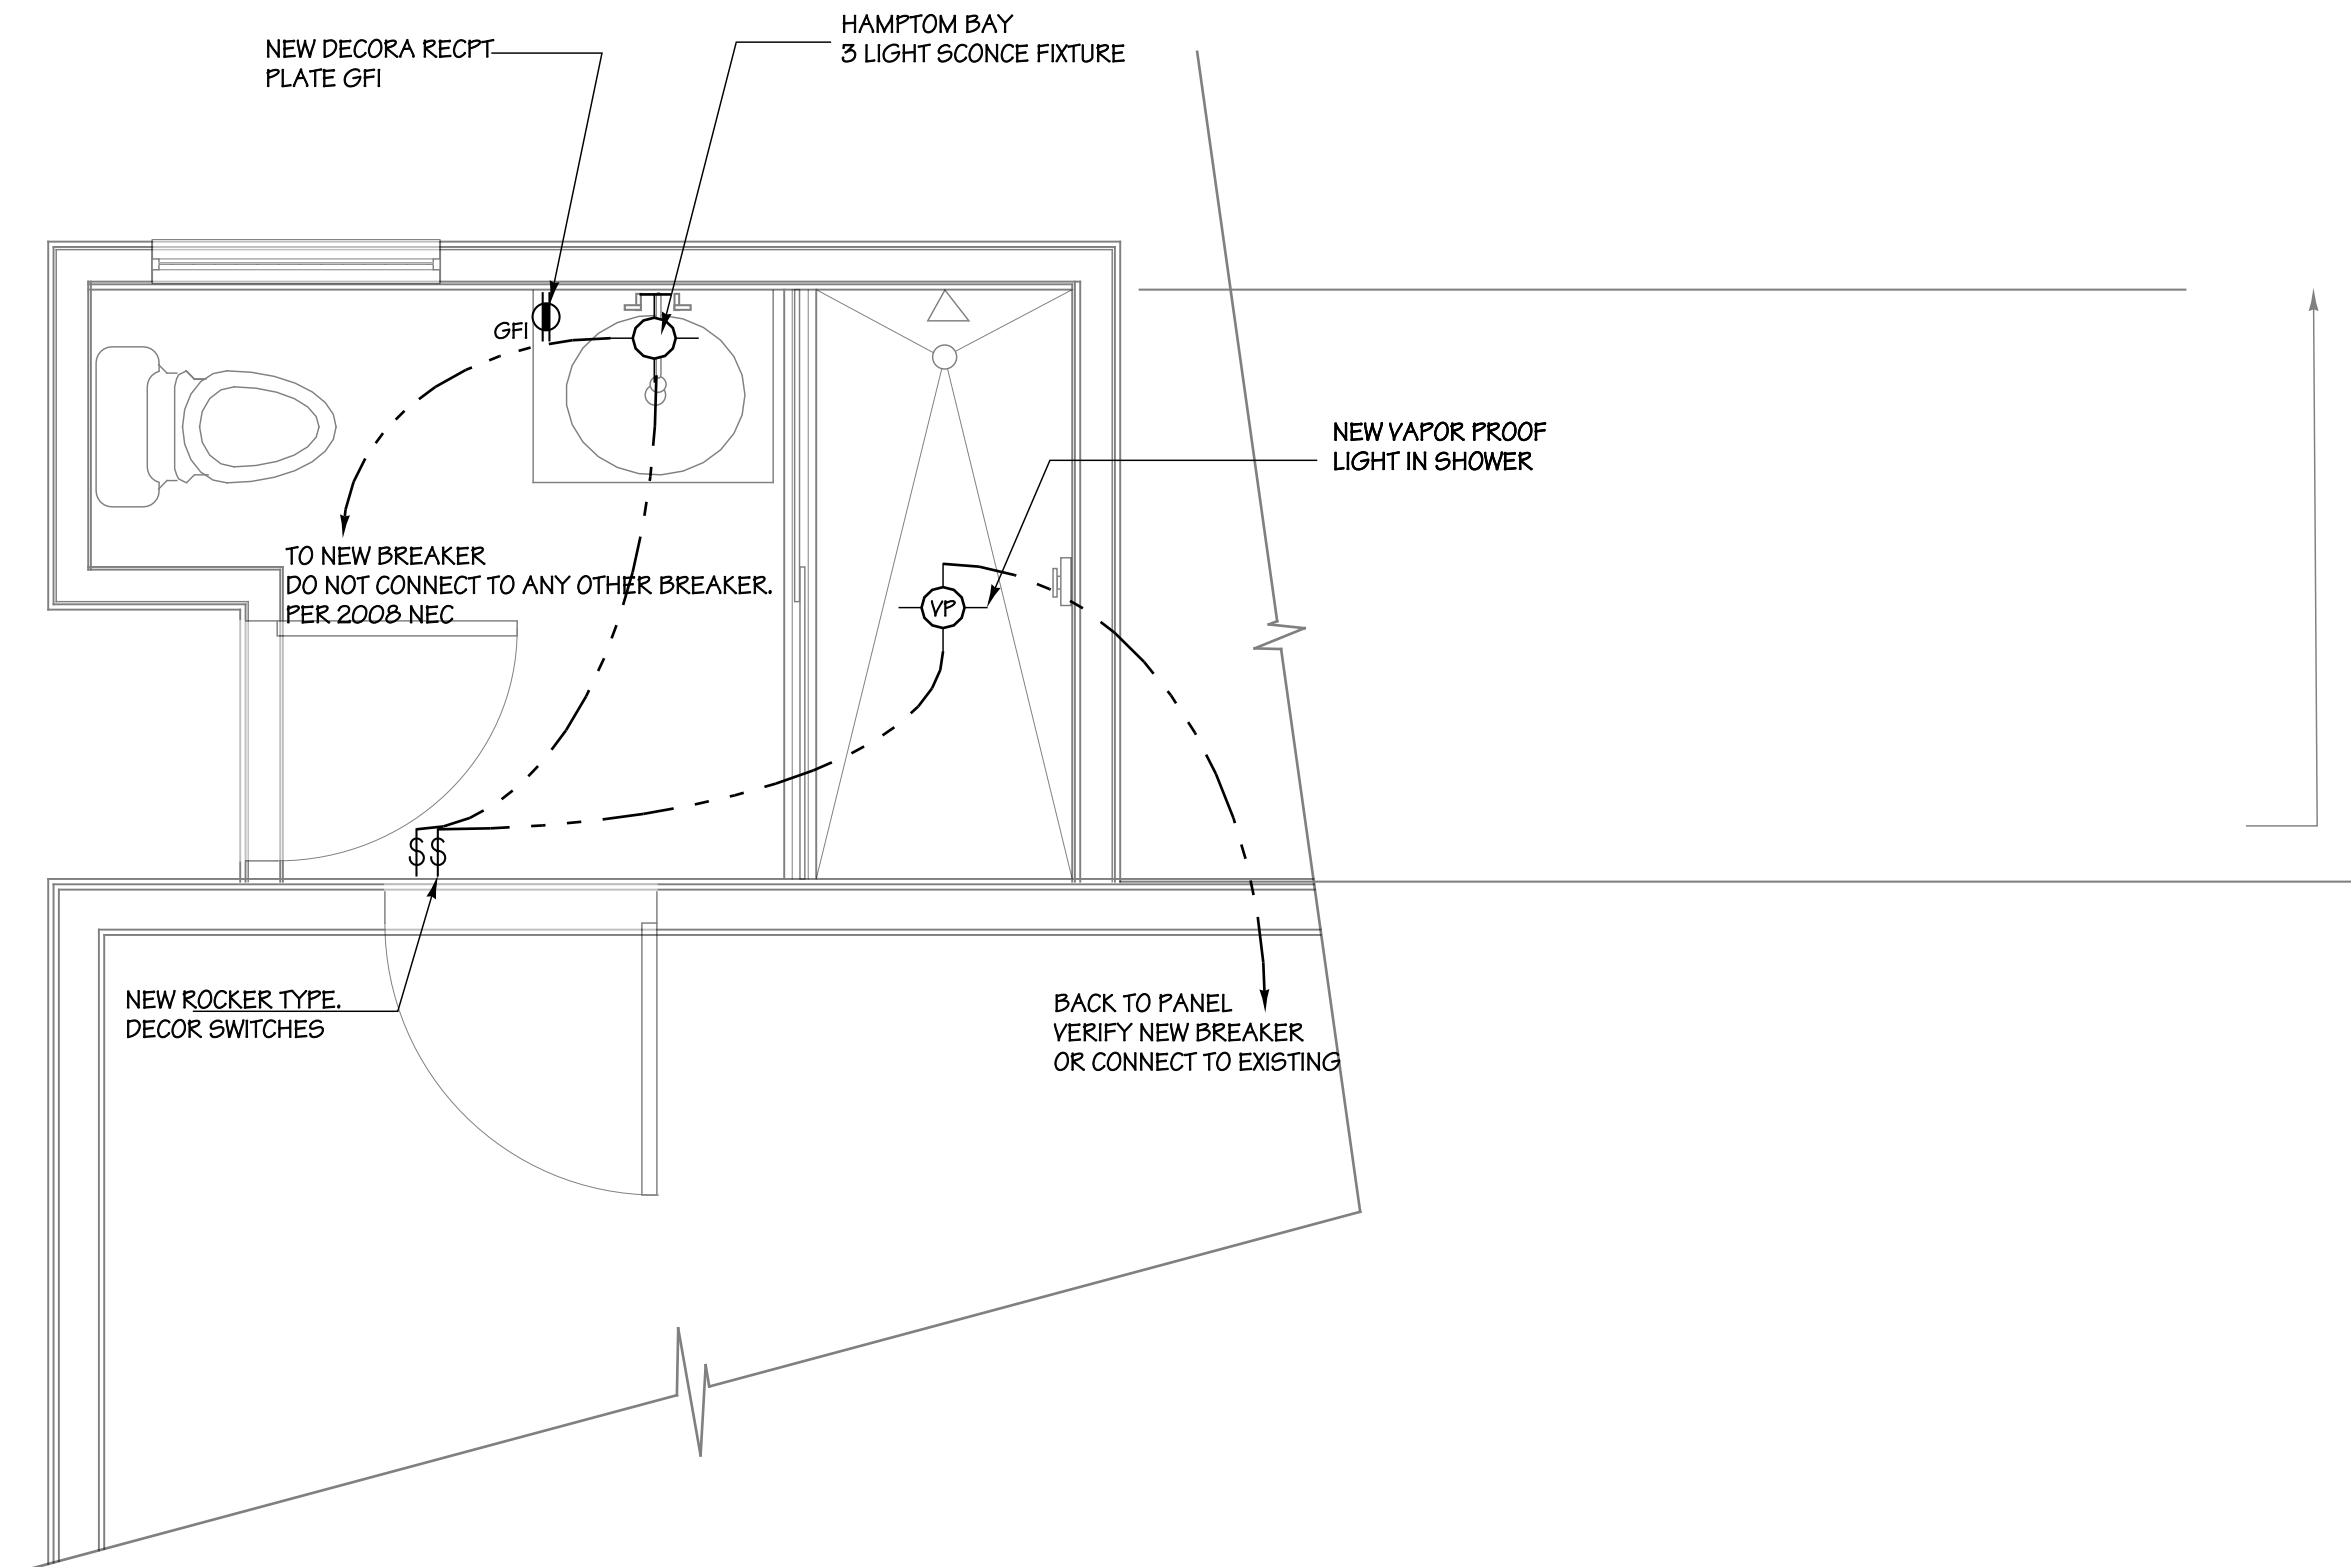 HAMPTOM BAY
3 LIGHT SCONCE FIXTURE
NEW DECORA RECPT
PLATE GFI
GFI
NEW VAPOR PROOF
LIGHT IN SHOWER
TO NEW BREAKER
DO NOT CONNECT TO ANY OTHER BREAKER.
PER 2008 NEC
VP
$$
NEW ROCKER TYPE.
DECOR SWITCHES
BACK TO PANEL
VERIFY NEW BREAKER
OR CONNECT TO EXISTING